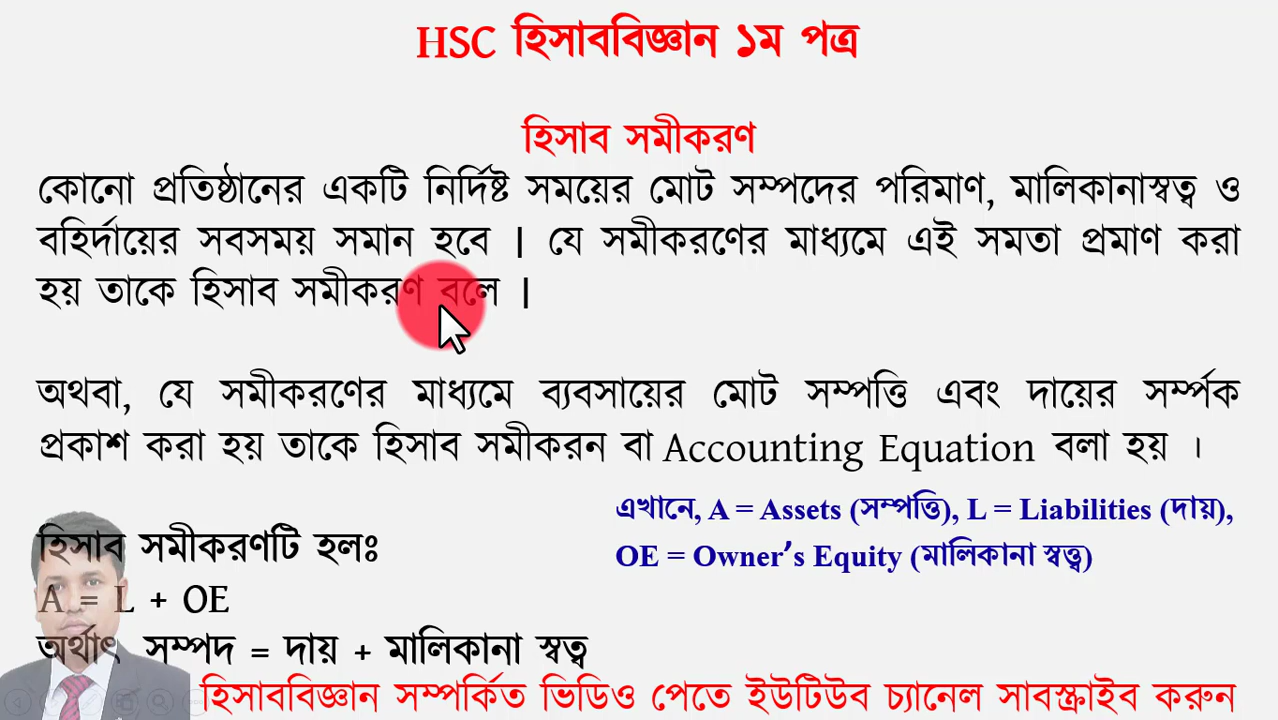 HSC হিসাববিজ্ঞান ১ম পত্র
হিসাব সমীকরণ
কোনো প্রতিষ্ঠানের একটি নির্দিষ্ট সময়ের মোট সম্পদের পরিমাণ, মালিকানাস্বত্ব ও
বহির্দায়ের সবসময় সমান হবে | যে সমীকরণের মাধ্যমে এই সমতা প্রমাণ করা
হয় তাকে হিসাব সমীকরণ বলে |
অথবা, যে সমীকরণের মাধ্যমে ব্যবসায়ের মোট সম্পত্তি এবং দায়ের সর্ম্পক
প্রকাশ করা হয় তাকে হিসাব সমীকরন বা Accounting Equation বলা হয় ।
এখানে, A = Assets (সম্পত্তি), L = Liabilities (দায়),
OE = Owner’s Equity (মালিকানা স্বত্ত্ব)
হিসাব সমীকরণটি হলঃ
A = L + OE
অর্থাৎ সম্পদ = দায় + মালিকানা স্বত্ব
হিসাববিজ্ঞান সম্পর্কিত ভিডিও পেতে ইউটিউব চ্যানেল সাবস্ক্রাইব করুন